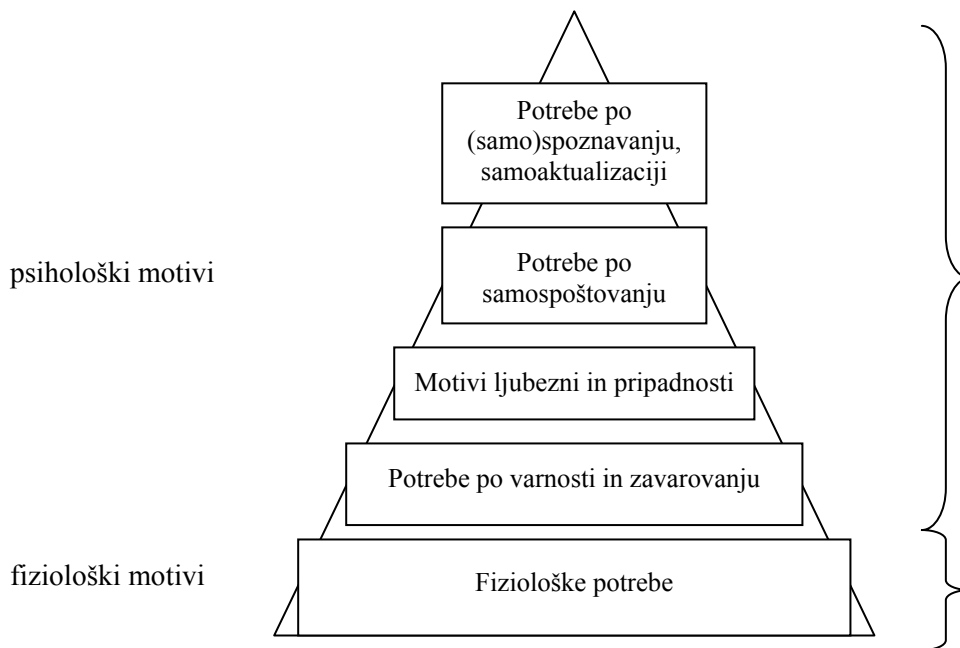 Potrebe po
(samo)spoznavanju,
samoaktualizaciji
psihološki motivi
Potrebe po
samospoštovanju
Motivi ljubezni in pripadnosti
Potrebe po varnosti in zavarovanju
fiziološki motivi
Fiziološke potrebe